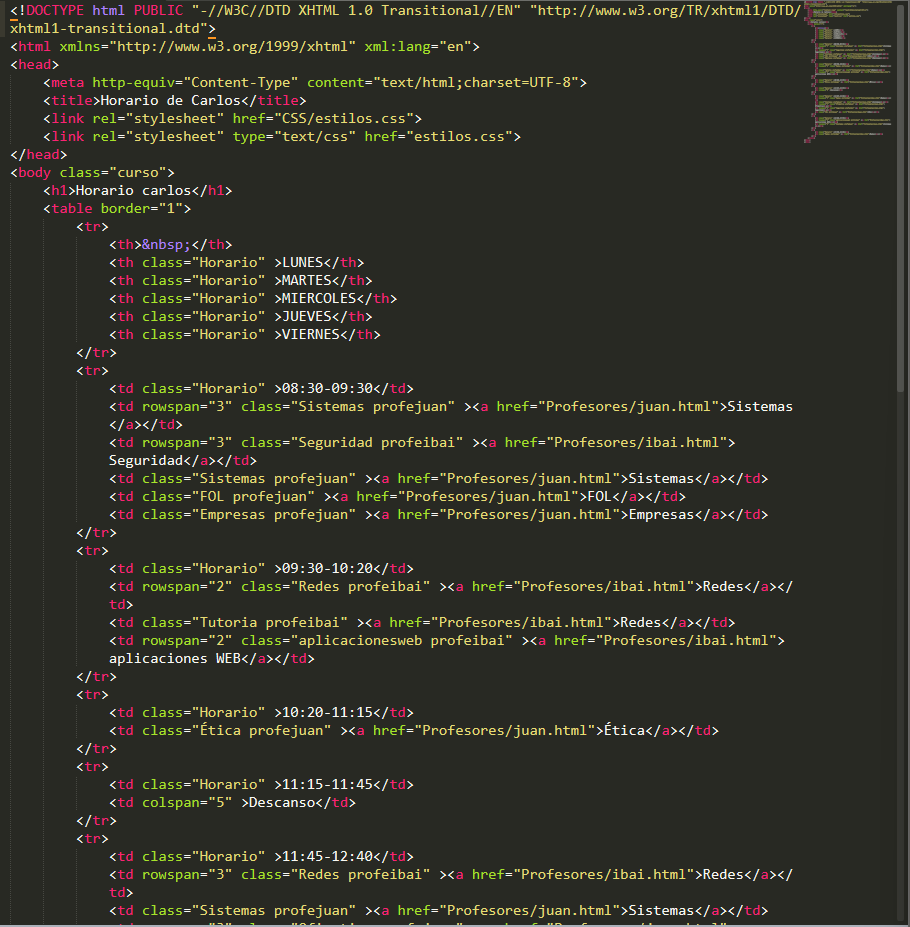 <!DOCTYPE html PUBLIC "-//W3C//DTD XHTML 1.0 Transitional//EN" "http://www.w3.org/TR/xhtml1/DTD/
xhtml1-transitional.dtd">
<html xmlns="http://www.w3.org/1999/xhtml" xml:lang="en">
<head>
<meta http-equiv="Content-Type" content="text/html;charset=UTF-8">
<title>Horario de Carlos</title>
<link rel="stylesheet" href="CSS/estilos.css">
<link rel="stylesheet" type="text/css" href="estilos.css">
</head>
<body class="curso">
<h1>Horario carlos</h1>
<table border="1">
<tr>
<th>&nbsp;</th>
<th class="Horario" >LUNES</th>
<th class="Horario" >MARTES</th>
<th class="Horario" >MIERCOLES</th>
<th class="Horario" >JUEVES</th>
<th class="Horario" >VIERNES</th>
</tr>
<tr>
<td class="Horario" >08:30-09:30</td>
<td rowspan="3" class="Sistemas profejuan" ><a href="Profesores/juan.html">Sistemas
</a></td>
<td rowspan="3" class="Seguridad profeibai" ><a href="Profesores/ibai.html">
Seguridad</a></td>
<td class="Sistemas profejuan" ><a href="Profesores/juan.html">Sistemas</a></td>
<td class="FOL profejuan" ><a href="Profesores/juan.html">FOL</a></td>
<td class="Empresas profejuan" ><a href="Profesores/juan.html">Empresas</a></td>
</tr>
<tr>
<td class="Horario" >09:30-10:20</td>
<td rowspan="2" class="Redes profeibai" ><a href="Profesores/ibai.html">Redes</a></
td>
<td class="Tutoria profeibai" ><a href="Profesores/ibai.html">Redes</a></td>
<td rowspan="2" class="aplicacionesweb profeibai" ><a href="Profesores/ibai.html">
aplicaciones WEB</a></td>
</tr>
<tr>
<td class="Horario" >10:20-11:15</td>
<td class="Ética profejuan" ><a href="Profesores/juan.html">Ética</a></td>
</tr>
<tr>
<td class="Horario" >11:15-11:45</td>
<td colspan="5" >Descanso</td>
</tr>
<tr>
<td class="Horario" >11:45-12:40</td>
<td rowspan="3" class="Redes profeibai" ><a href="Profesores/ibai.html">Redes</a></
td>
<td class="Sistemas profejuan" ><a href="Profesores/juan.html">Sistemas</a></td>